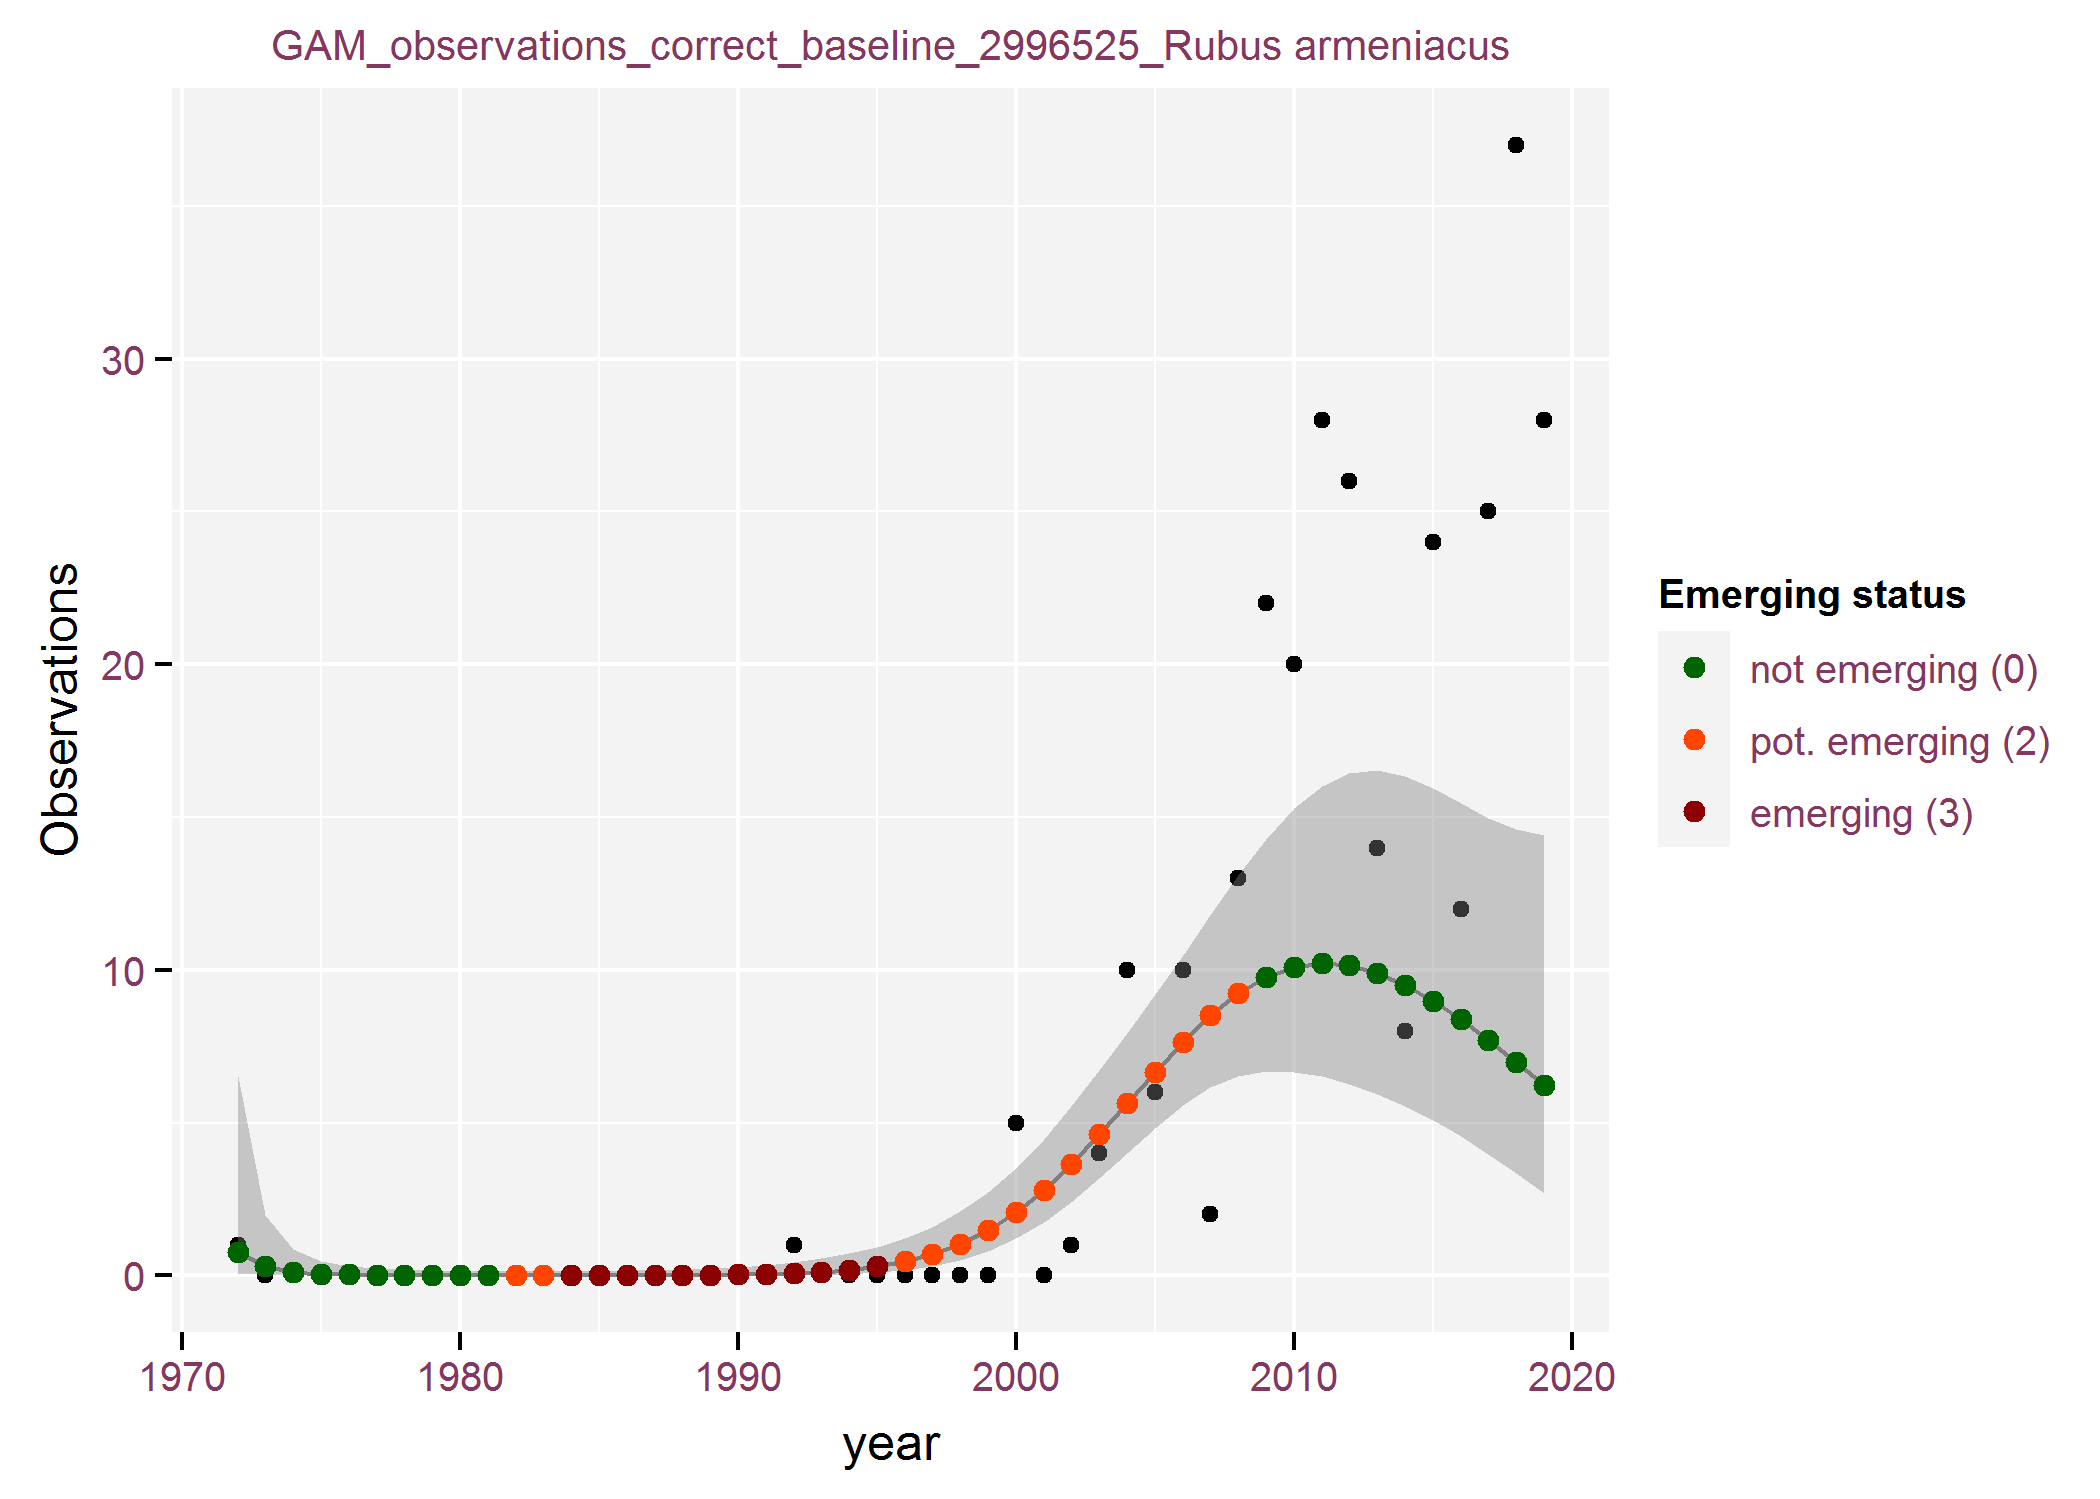 GAM_observations_correct_baseline_2996525_Rubus armeniacus
Observations
30
20
10
0
1970 1980 1990 2000 2010 2020
year
Emerging status
not emerging (0)
pot. emerging (2)
emerging (3)